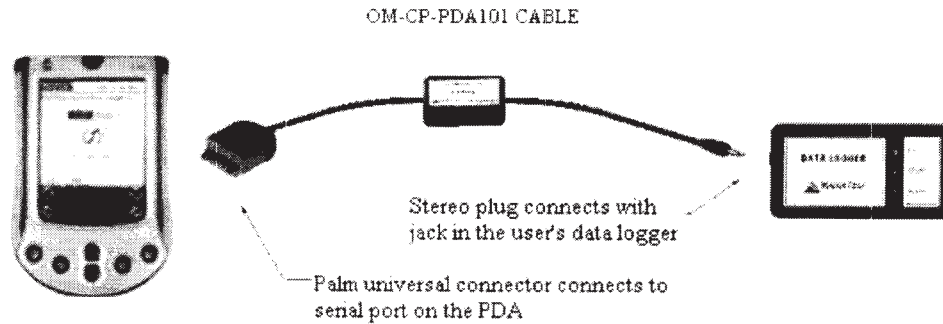 OM-CP-PDA101 CABLE
DATA LOGGER
Stereo plug connects with
jack in the user's data logger
Palm universal connector connects to
serial port on the PDA